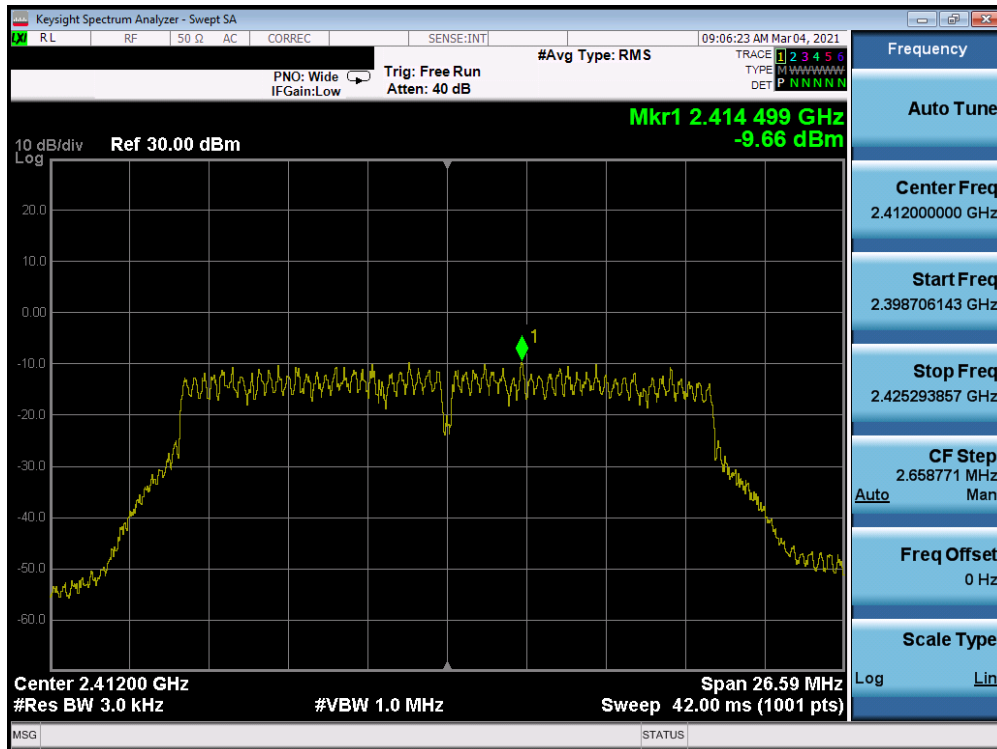 Keysight Spectrum Analyzer - Swept SA
LXI RL RF 50 Ω AC CORREC SENSE:INT 09:06:23 AM Mar 04, 2021
PNO: Wide
IFGain:Low
Trig: Free Run
Atten: 40 dB
#Avg Type: RMS
TRACE 1 2 3 4 5 6
TYPE M WWWWW
DET P N N N N N
Mkr1 2.414 499 GHz
-9.66 dBm
10 dB/div
Log
Ref 30.00 dBm
20.0
10.0
0.00
-10.0
-20.0
-30.0
-40.0
-50.0
-60.0
1
Center 2.41200 GHz
#Res BW 3.0 kHz
#VBW 1.0 MHz
Span 26.59 MHz
Sweep 42.00 ms (1001 pts)
MSG
STATUS
Frequency
Auto Tune
Center Freq
2.412000000 GHz
Start Freq
2.398706143 GHz
Stop Freq
2.425293857 GHz
CF Step
2.658771 MHz
Auto Man
Freq Offset
0 Hz
Scale Type
Log Lin